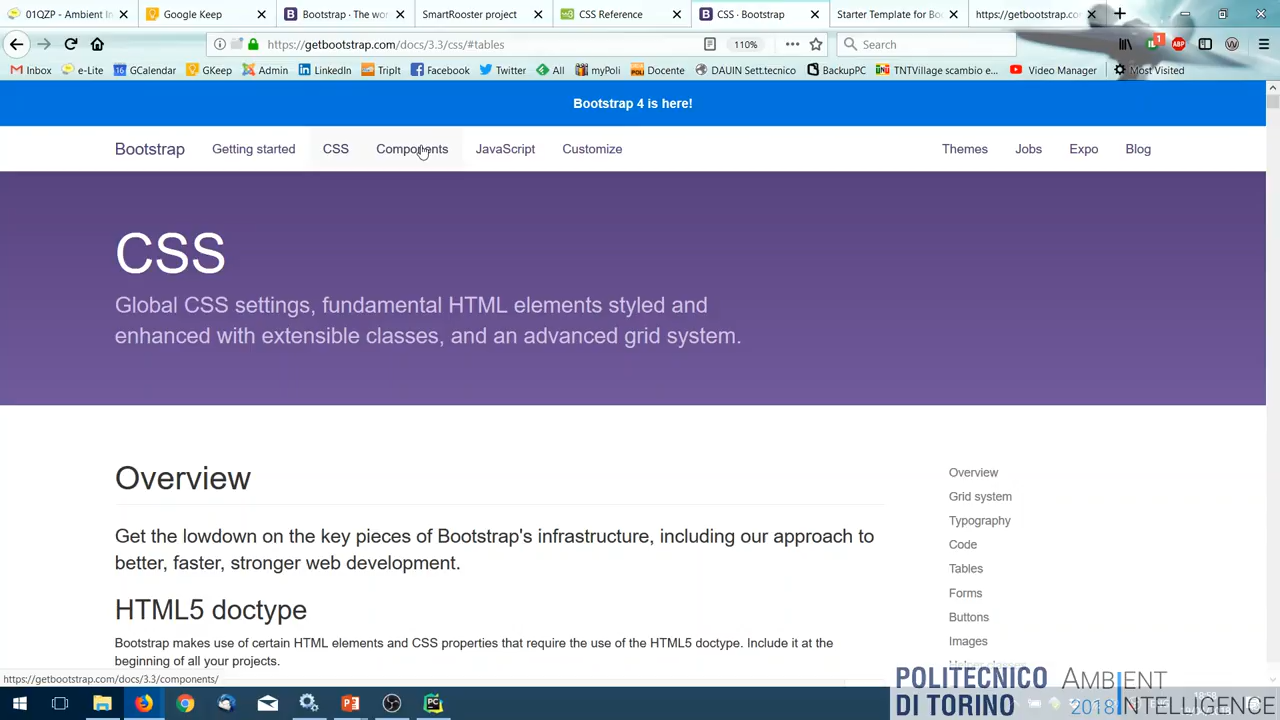 01QZP - Ambient In
Google Keep
Bootstrap · The wor
SmartRooster project
CSS Reference
CSS · Bootstrap
Starter Template for Boo
https://getbootstrap.co
https://getbootstrap.com/docs/3.3/css/#tables
110%
Search
1
ABP
Inbox
e-Lite
16
GCalendar
GKeep
Admin
LinkedIn
TripIt
Facebook
Twitter
All
myPoli
Docente
DAUIN Sett.tecnico
BackupPC
TNTVillage scambio e...
Video Manager
Most Visited
Bootstrap 4 is here!
Bootstrap
Getting started
CSS
Components
JavaScript
Customize
Themes
Jobs
Expo
Blog
CSS
Global CSS settings, fundamental HTML elements styled and
enhanced with extensible classes, and an advanced grid system.
Overview
Get the lowdown on the key pieces of Bootstrap's infrastructure, including our approach to
better, faster, stronger web development.
HTML5 doctype
Bootstrap makes use of certain HTML elements and CSS properties that require the use of the HTML5 doctype. Include it at the
beginning of all your projects.
Overview
Grid system
Typography
Code
Tables
Forms
Buttons
Images
https://getbootstrap.com/docs/3.3/components/
POLITECNICO
DI TORINO
AMBIENT
2018 INTELLIGENCE